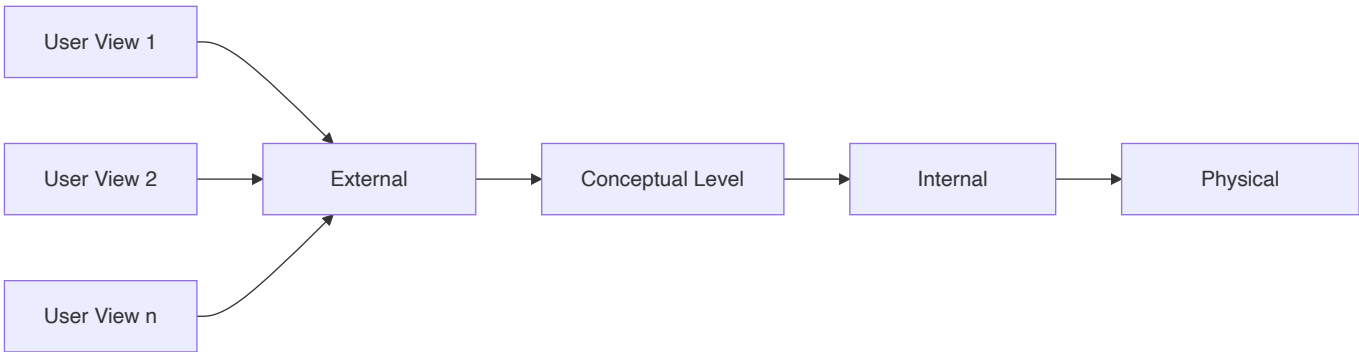 User View 1
User View 2
External
Conceptual Level
Internal
Physical
User View n